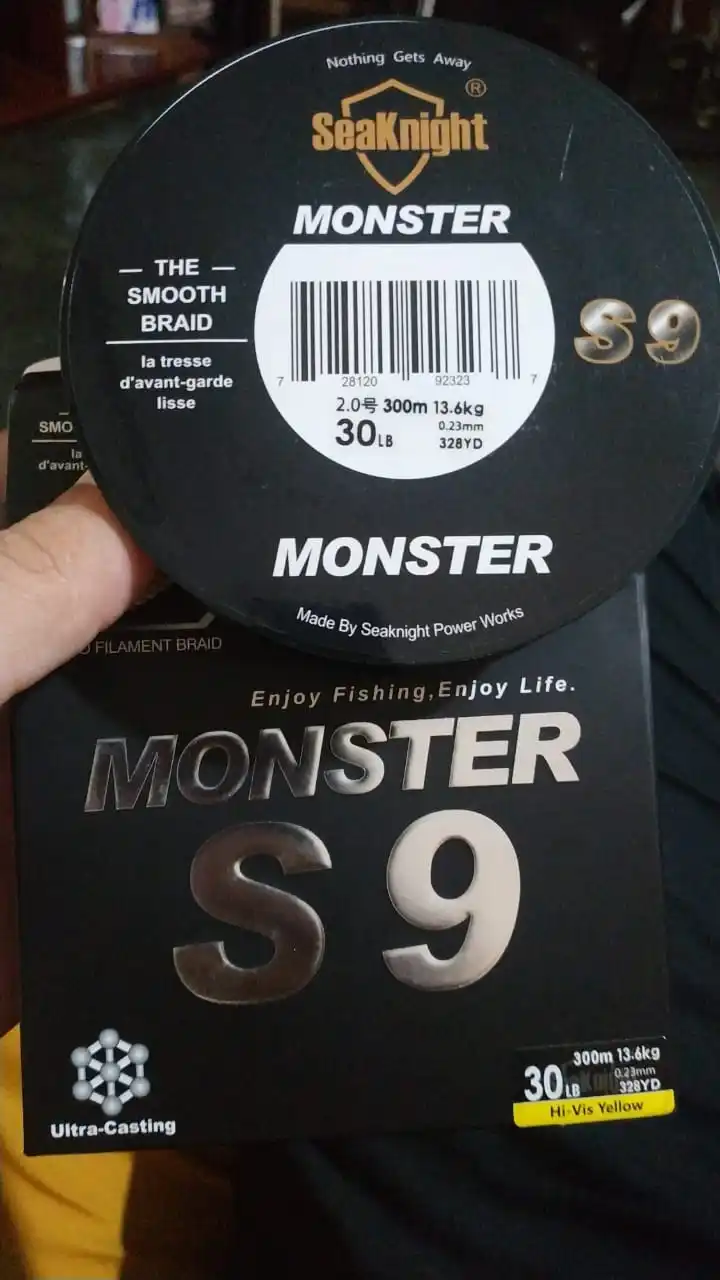 Nothing Gets Away
SeaKnight®
MONSTER
— THE —
SMOOTH
BRAID
la tresse
d'avant-garde
lisse
7 28120 92323 7
2.0号 300m 13.6kg
30LB
0.23mm
328YD
S9
MONSTER
Made By Seaknight Power Works
SMO
la
d'avant-
FILAMENT BRAID
Enjoy Fishing,Enjoy Life.
MONSTER
S9
Ultra-Casting
300m 13.6kg
30LB
0.23mm
328YD
Hi-Vis Yellow